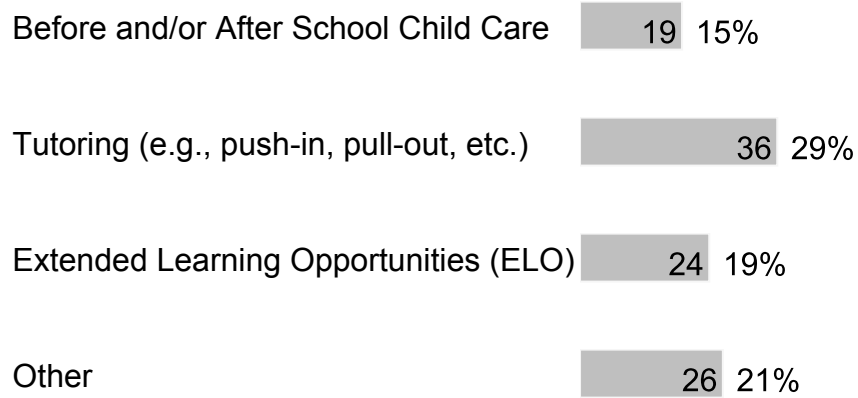 Before and/or After School Child Care 19 15%
Tutoring (e.g., push-in, pull-out, etc.) 36 29%
Extended Learning Opportunities (ELO) 24 19%
Other 26 21%